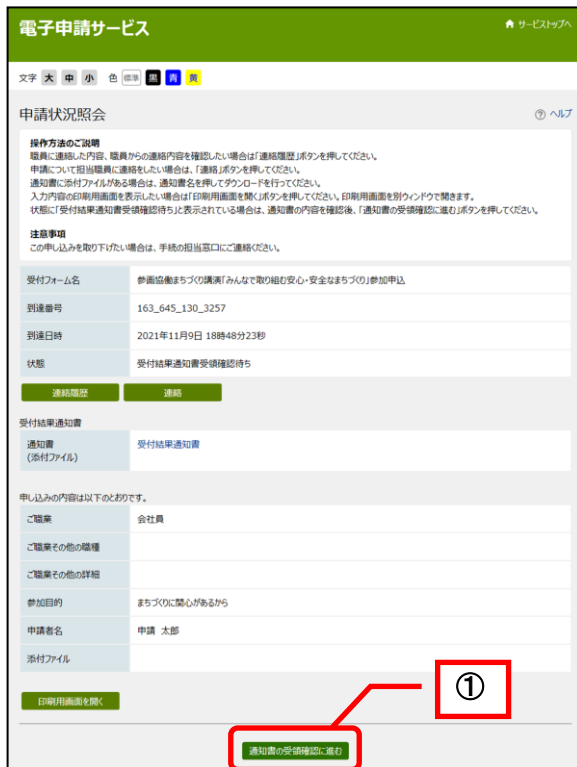 電子申請サービス
サービストップへ
文字 大 中 小 色 標準 黒 青 黄
申請状況照会
ヘルプ
操作方法のご説明
職員に連絡した内容、職員からの連絡内容を確認したい場合は「連絡履歴」ボタンを押してください。
申請について担当職員に連絡をしたい場合は、「連絡」ボタンを押してください。
通知書に添付ファイルがある場合は、通知書名を押してダウンロードを行ってください。
入力内容の印刷用画面を表示したい場合は「印刷用画面を開く」ボタンを押してください。印刷用画面を別ウィンドウで開きます。
状態に「受付結果通知書受領確認待ち」と表示されている場合は、通知書の内容を確認後、「通知書の受領確認に進む」ボタンを押してください。
注意事項
この申し込みを取り下げたい場合は、手続の担当窓口にご連絡ください。
受付フォーム名 参画協働まちづくり講演「みんなで取り組む安心・安全なまちづくり」参加申込
到達番号 163_645_130_3257
到達日時 2021年11月9日 18時48分23秒
状態 受付結果通知書受領確認待ち
連絡履歴 連絡
受付結果通知書
通知書 受付結果通知書
(添付ファイル)
申し込みの内容は以下のとおりです。
ご職業 会社員
ご職業その他の職種
ご職業その他の詳細
参加目的 まちづくりに関心があるから
申請者名 申請 太郎
添付ファイル
印刷用画面を開く
①
通知書の受領確認に進む